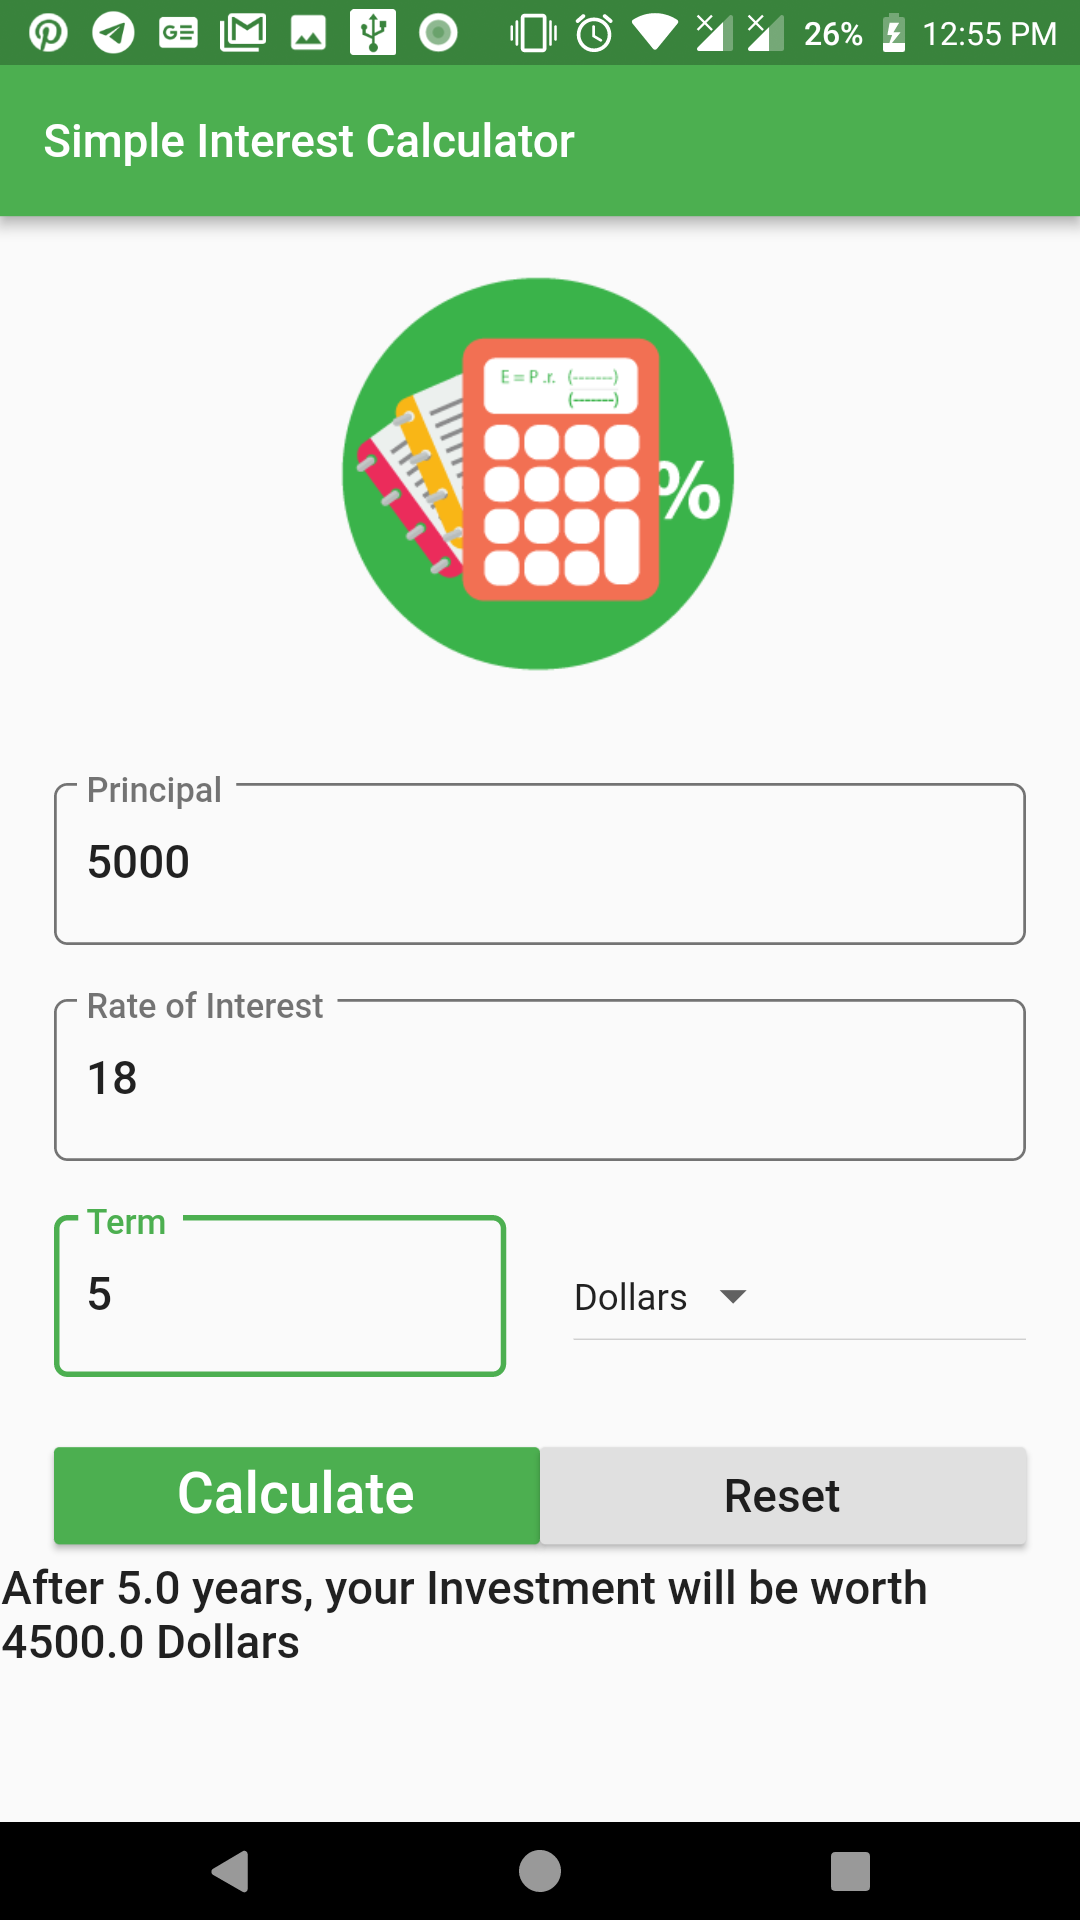 26% 12:55 PM
Simple Interest Calculator
E = P .r. (-------)
(-------)
%
Principal
5000
Rate of Interest
18
Term
5
Dollars
Calculate
Reset
After 5.0 years, your Investment will be worth
4500.0 Dollars